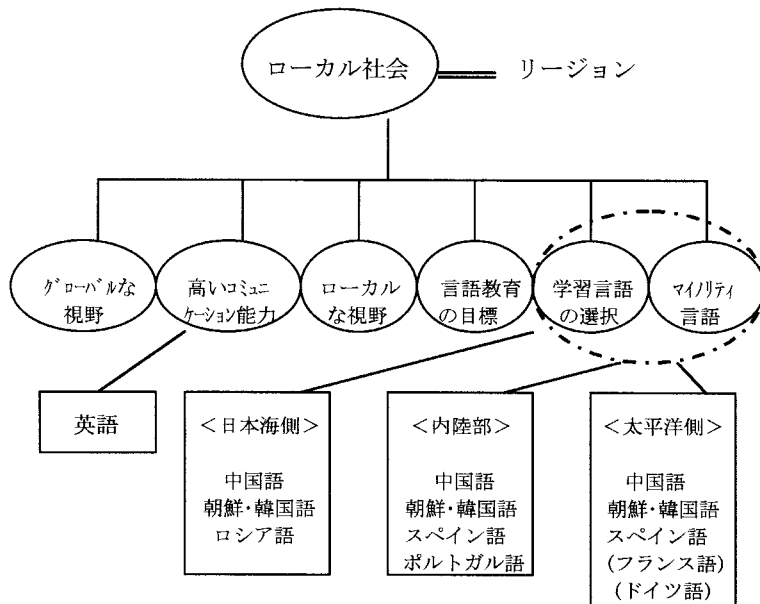 ローカル社会
リージョン
グローバルな
視野
高いコミュニ
ケーション能力
ローカル
な視野
言語教育
の目標
学習言語
の選択
マイノリティ
言語
英語
＜日本海側＞
中国語
朝鮮・韓国語
ロシア語
＜内陸部＞
中国語
朝鮮・韓国語
スペイン語
ポルトガル語
＜太平洋側＞
中国語
朝鮮・韓国語
スペイン語
(フランス語)
(ドイツ語)